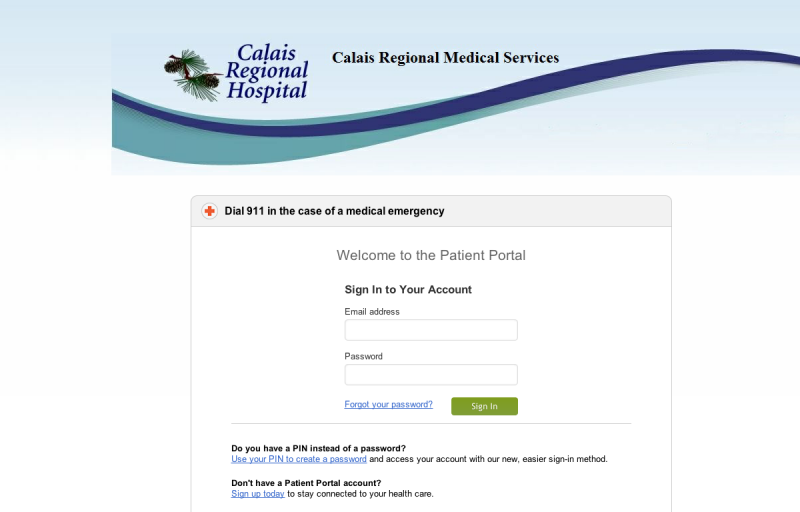 Calais
Regional
Hospital
Calais Regional Medical Services
Dial 911 in the case of a medical emergency
Welcome to the Patient Portal
Sign In to Your Account
Email address
Password
Forgot your password?
Sign In
Do you have a PIN instead of a password?
Use your PIN to create a password and access your account with our new, easier sign-in method.
Don't have a Patient Portal account?
Sign up today to stay connected to your health care.